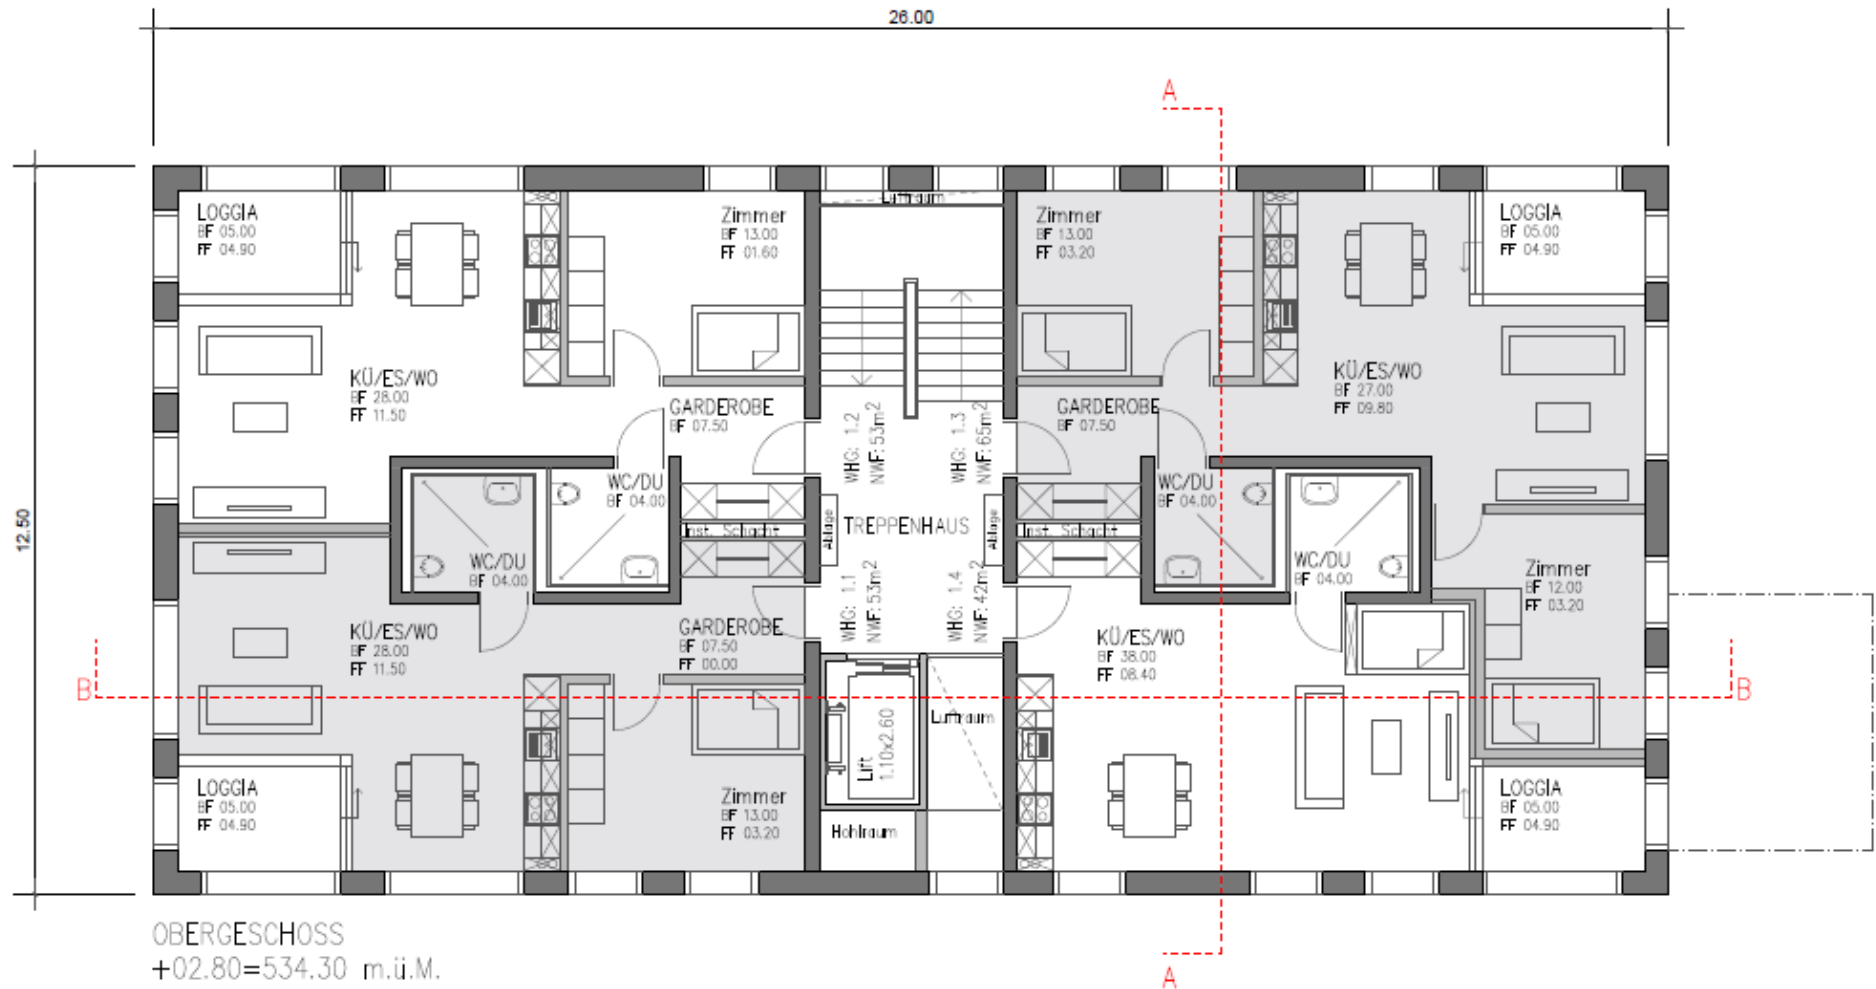 26.00
A
LOGGIA
BF 05.00
FF 04.90
Zimmer
BF 13.00
FF 01.60
Luftraum
Zimmer
BF 13.00
FF 03.20
LOGGIA
BF 05.00
FF 04.90
KÜ/ES/WO
BF 28.00
FF 11.50
GARDEROBE
BF 07.50
WHG: 1.2
NWF: 53m²
WHG: 1.3
NWF: 65m²
GARDEROBE
BF 07.50
KÜ/ES/WO
BF 27.00
FF 09.80
12.50
WC/DU
BF 04.00
WC/DU
BF 04.00
Inst. Schacht
Ablage
TREPPENHAUS
Ablage
Inst. Schacht
WC/DU
BF 04.00
WC/DU
BF 04.00
Zimmer
BF 12.00
FF 03.20
KÜ/ES/WO
BF 28.00
FF 11.50
GARDEROBE
BF 07.50
FF 00.00
WHG: 1.1
NWF: 53m²
WHG: 1.4
NWF: 42m²
KÜ/ES/WO
BF 38.00
FF 08.40
B
B
Lift
1.10x2.60
Luftraum
LOGGIA
BF 05.00
FF 04.90
Zimmer
BF 13.00
FF 03.20
Hohlraum
LOGGIA
BF 05.00
FF 04.90
OBERGESCHOSS
+02.80=534.30 m.ü.M.
A